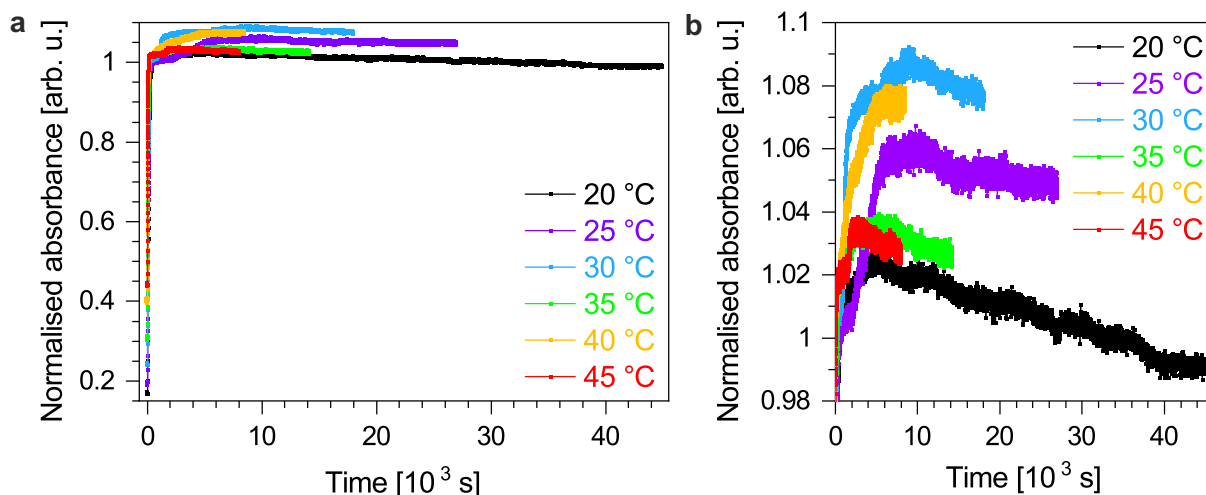 a
Normalised absorbance [arb. u.]
1
0.8
0.6
0.4
0.2
0
10
20
30
40
Time [10 3 s]
20 °C
25 °C
30 °C
35 °C
40 °C
45 °C
b
Normalised absorbance [arb. u.]
1.1
1.08
1.06
1.04
1.02
1
0.98
0
10
20
30
40
Time [10 3 s]
20 °C
25 °C
30 °C
35 °C
40 °C
45 °C